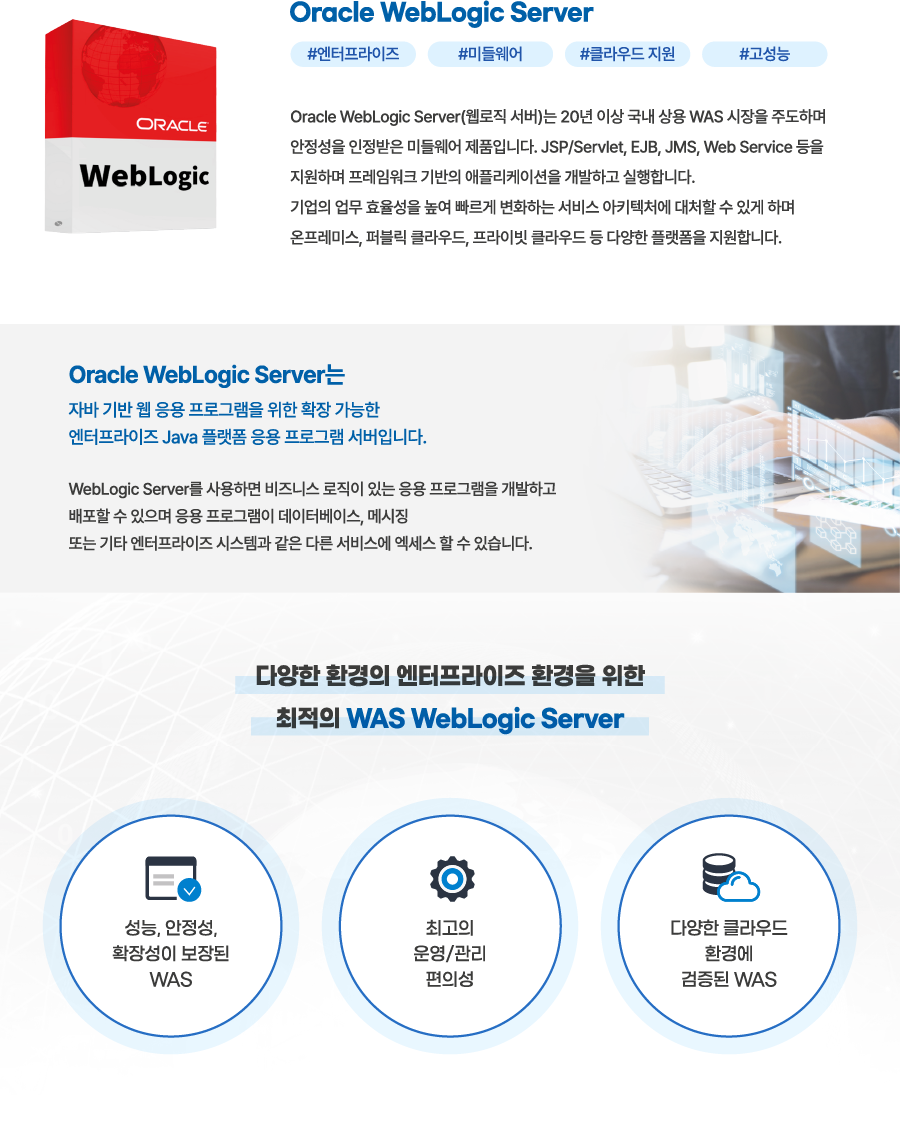 Oracle WebLogic Server
#엔터프라이즈
#미들웨어
#클라우드 지원
#고성능
ORACLE
WebLogic
Oracle WebLogic Server(웹로직 서버)는 20년 이상 국내 상용 WAS 시장을 주도하며
안정성을 인정받은 미들웨어 제품입니다. JSP/Servlet, EJB, JMS, Web Service 등을
지원하며 프레임워크 기반의 애플리케이션을 개발하고 실행합니다.
기업의 업무 효율성을 높여 빠르게 변화하는 서비스 아키텍처에 대처할 수 있게 하며
온프레미스, 퍼블릭 클라우드, 프라이빗 클라우드 등 다양한 플랫폼을 지원합니다.
Oracle WebLogic Server는
자바 기반 웹 응용 프로그램을 위한 확장 가능한
엔터프라이즈 Java 플랫폼 응용 프로그램 서버입니다.
WebLogic Server를 사용하면 비즈니스 로직이 있는 응용 프로그램을 개발하고
배포할 수 있으며 응용 프로그램이 데이터베이스, 메시징
또는 기타 엔터프라이즈 시스템과 같은 다른 서비스에 엑세스 할 수 있습니다.
다양한 환경의 엔터프라이즈 환경을 위한
최적의 WAS WebLogic Server
성능, 안정성,
확장성이 보장된
WAS
최고의
운영/관리
편의성
다양한 클라우드
환경에
검증된 WAS